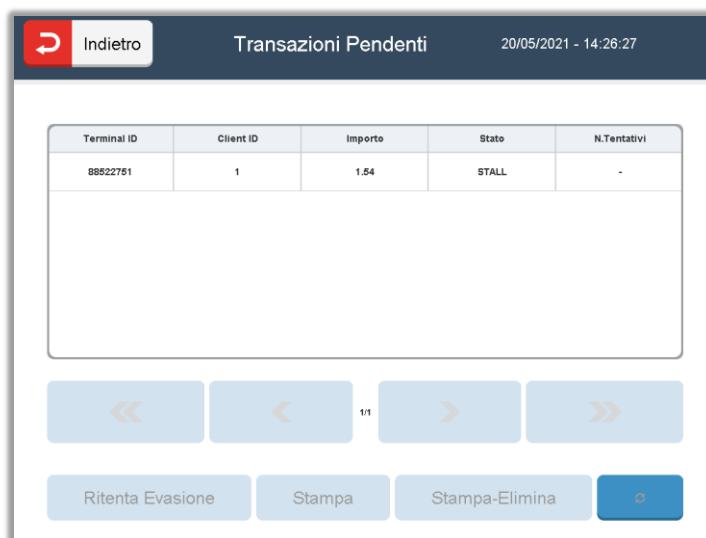 Indietro Transazioni Pendenti 20/05/2021 - 14:26:27
Terminal ID Client ID Importo Stato N.Tentativi
88522751 1 1.54 STALL -
1/1
Ritenta Evasione Stampa Stampa-Elimina